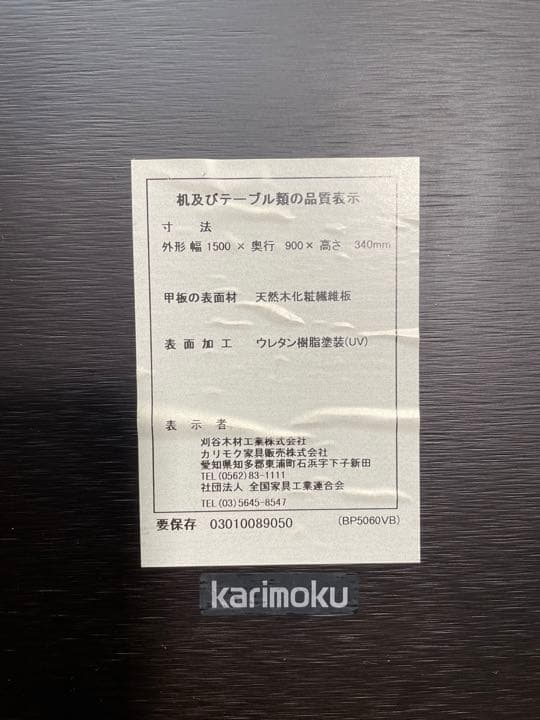 机及びテーブル類の品質表示
寸 法
外形 幅 1500 × 奥行 900× 高さ 340mm
甲板の表面材 天然木化粧繊維板
表 面 加 工 ウレタン樹脂塗装(UV)
表 示 者
刈谷木材工業株式会社
カリモク家具販売株式会社
愛知県知多郡東浦町石浜字下子新田
TEL(0562)83-1111
社団法人 全国家具工業連合会
TEL(03)5645-8547
要保存 03010089050 (BP5060VB)
karimoku